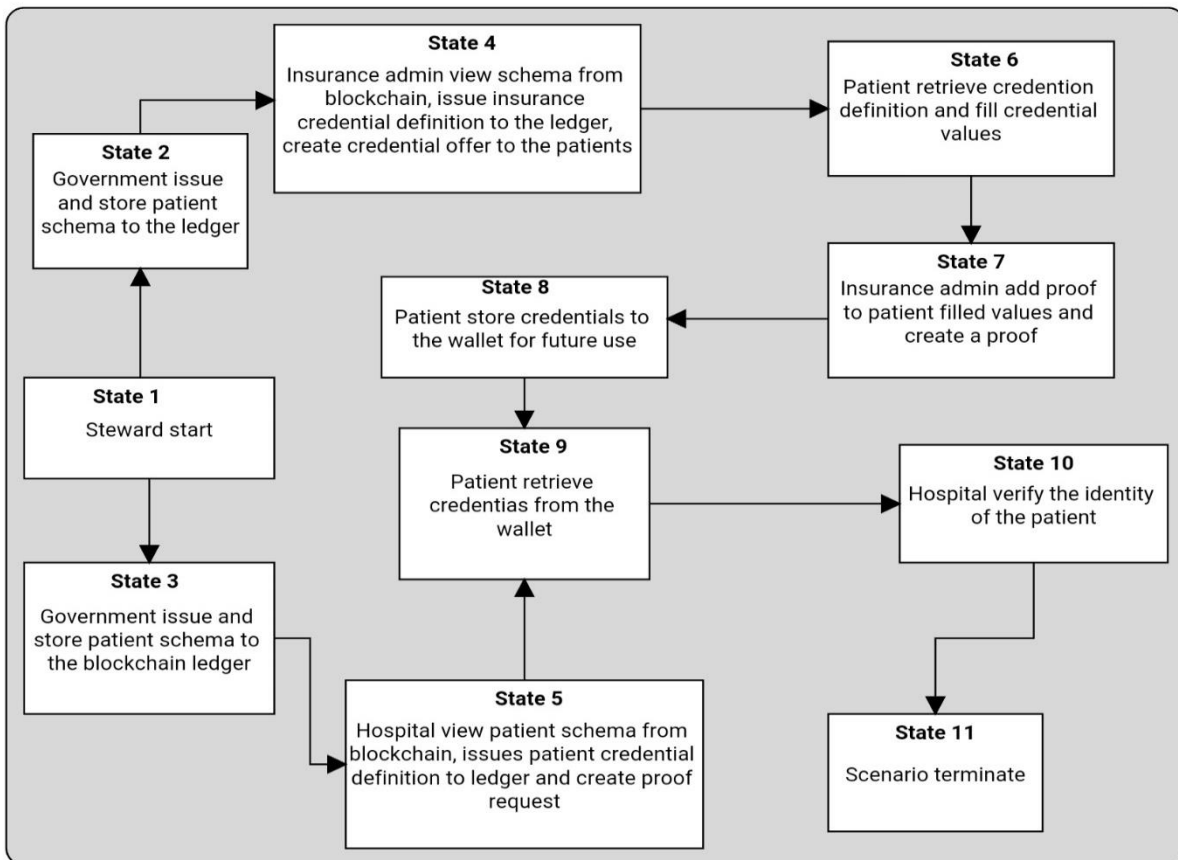 State 4
Insurance admin view schema from
blockchain, issue insurance
credential definition to the ledger,
create credential offer to the patients
State 6
Patient retrieve credention
definition and fill credential
values
State 2
Government issue
and store patient
schema to the ledger
State 7
Insurance admin add proof
to patient filled values and
create a proof
State 8
Patient store credentials to
the wallet for future use
State 1
Steward start
State 9
Patient retrieve
credentias from the
wallet
State 10
Hospital verify the identity
of the patient
State 3
Government issue and
store patient schema to
the blockchain ledger
State 5
Hospital view patient schema from
blockchain, issues patient credential
definition to ledger and create proof
request
State 11
Scenario terminate